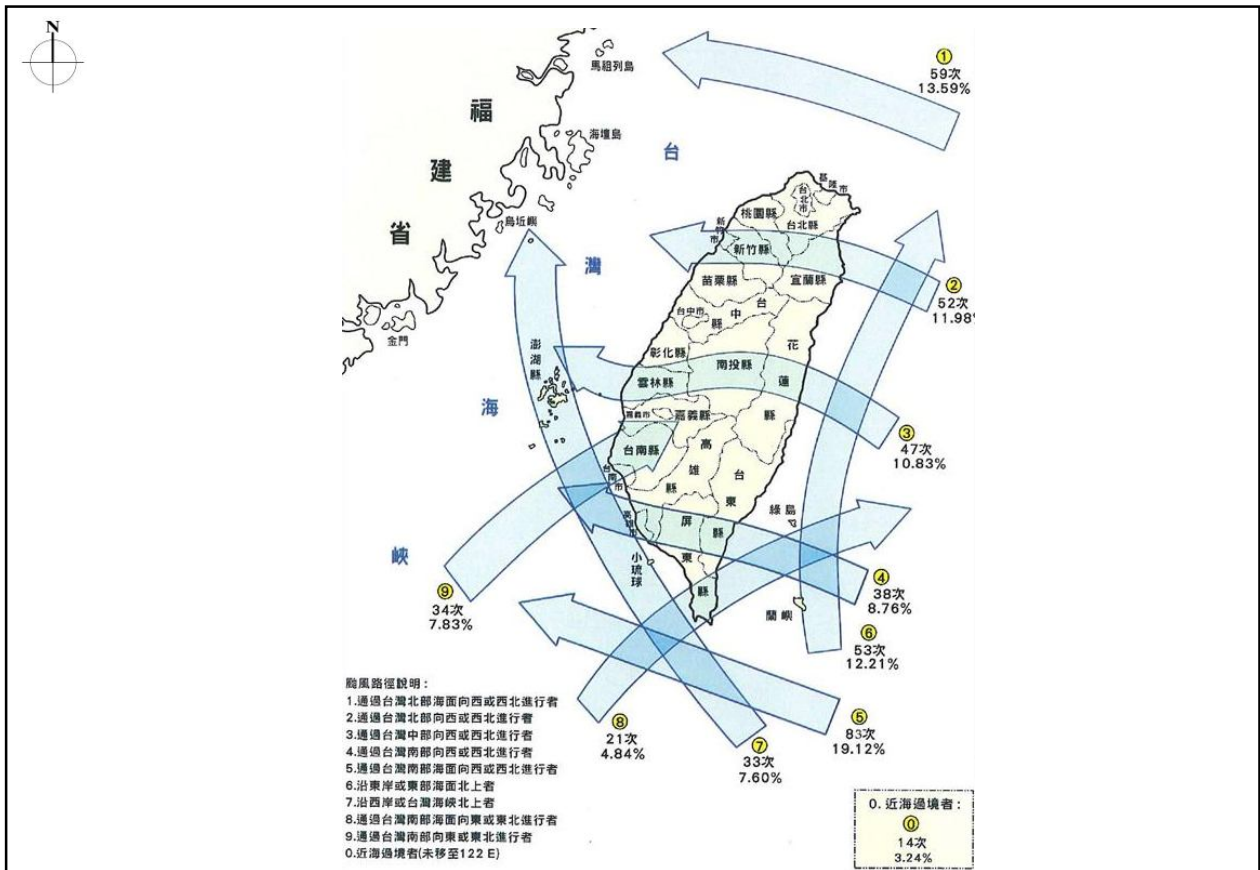 N
馬祖列島
①
59次
13.59%
福
建
省
海壇島
台
灣
海
峽
烏坵嶼
金門
基隆市
台北市
桃園縣
台北縣
新竹市
新竹縣
苗栗縣
宜蘭縣
②
52次
11.98%
台
中
縣
台中市
花
蓮
縣
彰化縣
南投縣
雲林縣
澎湖縣
嘉義市
嘉義縣
③
47次
10.83%
台南縣
台南市
高
雄
縣
台
東
縣
綠島
屏
東
縣
小琉球
④
38次
8.76%
蘭嶼
⑨
34次
7.83%
⑥
53次
12.21%
⑤
83次
19.12%
⑧
21次
4.84%
⑦
33次
7.60%
颱風路徑說明：
1.通過台灣北部海面向西或西北進行者
2.通過台灣北部向西或西北進行者
3.通過台灣中部向西或西北進行者
4.通過台灣南部向西或西北進行者
5.通過台灣南部海面向西或西北進行者
6.沿東岸或東部海面北上者
7.沿西岸或台灣海峽北上者
8.通過台灣南部海面向東或東北進行者
9.通過台灣南部向東或東北進行者
0.近海過境者(未移至122 E)
0. 近海過境者：
⓪
14次
3.24%